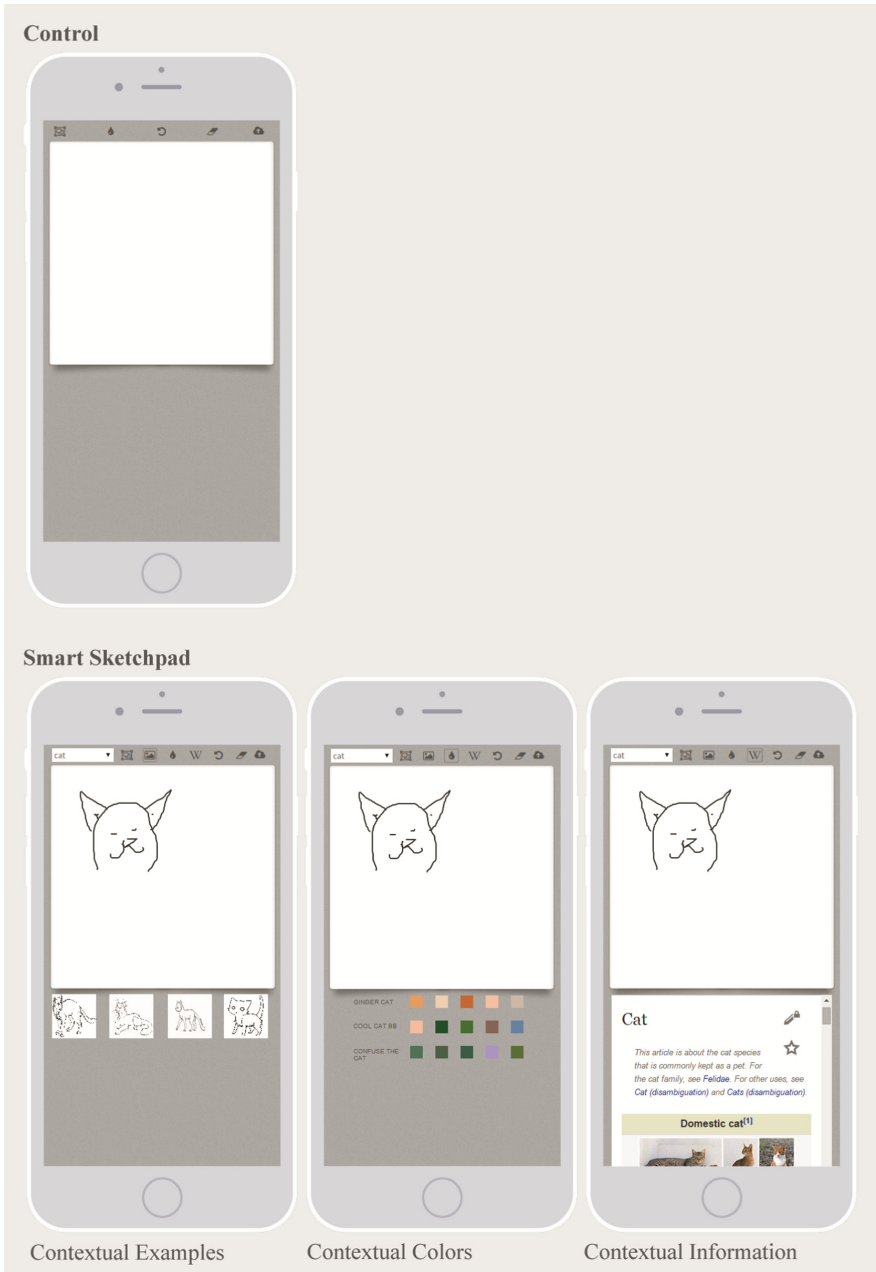 Control
Smart Sketchpad
cat
W
cat
W
cat
W
GINGER CAT
COOL CAT BB
CONFUSE THE
CAT
Cat
This article is about the cat species
that is commonly kept as a pet. For
the cat family, see Felidae. For other uses, see
Cat (disambiguation) and Cats (disambiguation).
Domestic cat[1]
Contextual Examples
Contextual Colors
Contextual Information